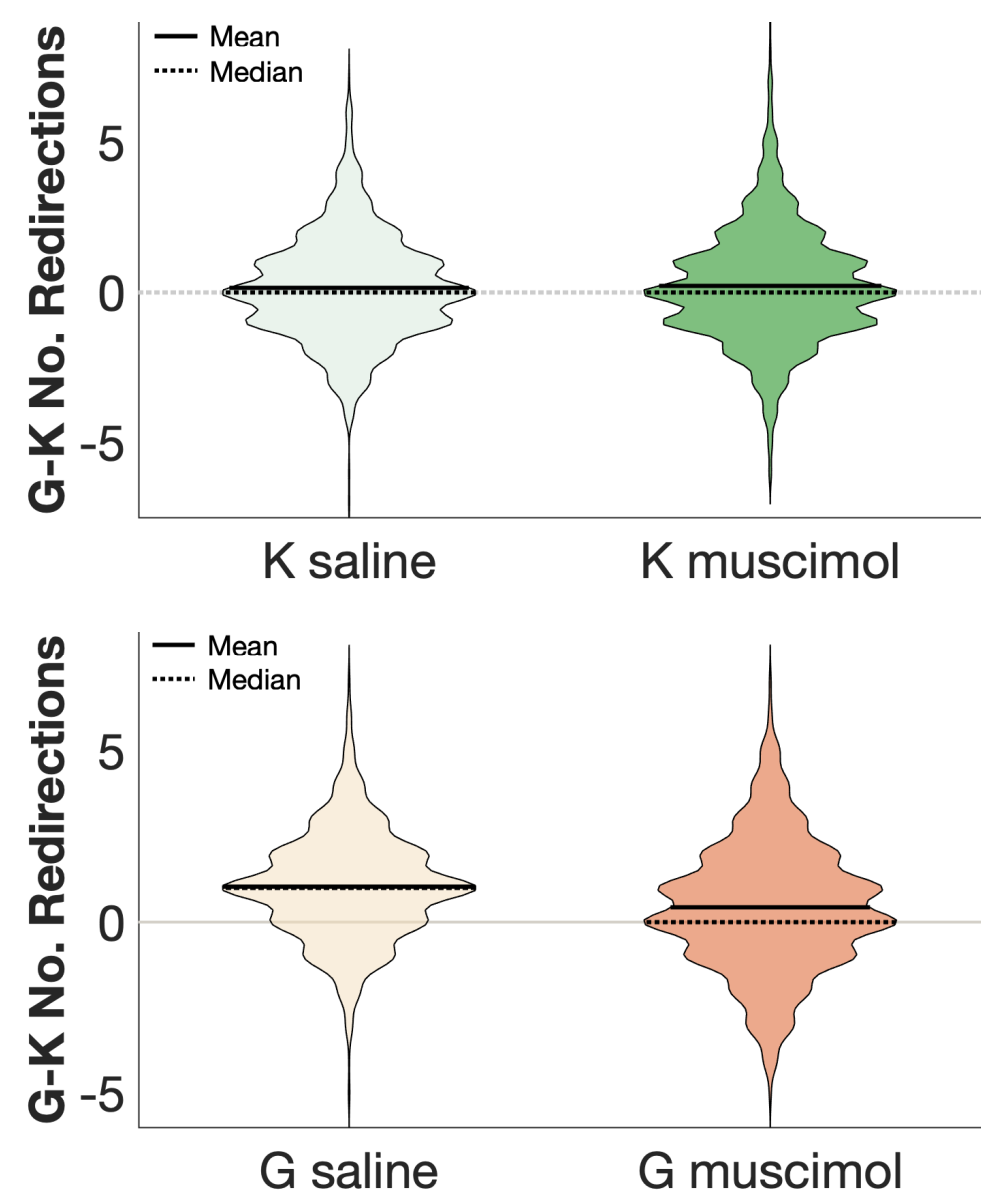 G-K No. Redirections
Mean
Median
5
0
-5
K saline
K muscimol
G-K No. Redirections
Mean
Median
5
0
-5
G saline
G muscimol